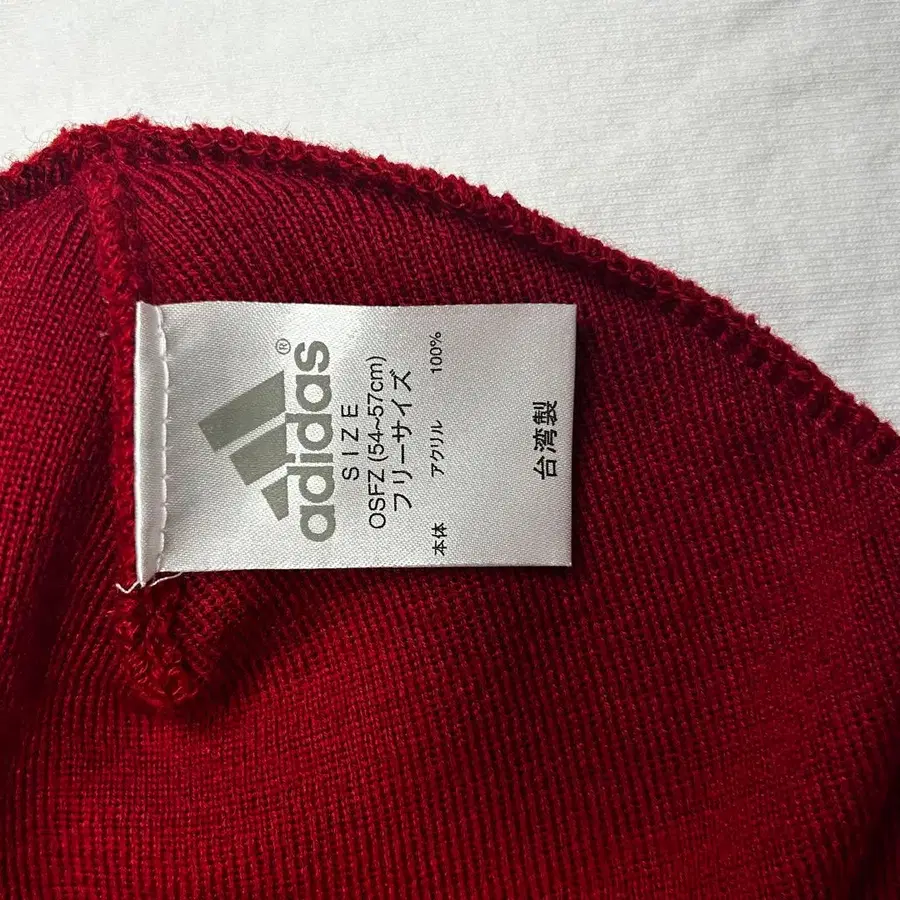 adidas®
SIZE
OSFZ (54~57cm)
フリーサイズ
本体 アクリル 100%
台湾製